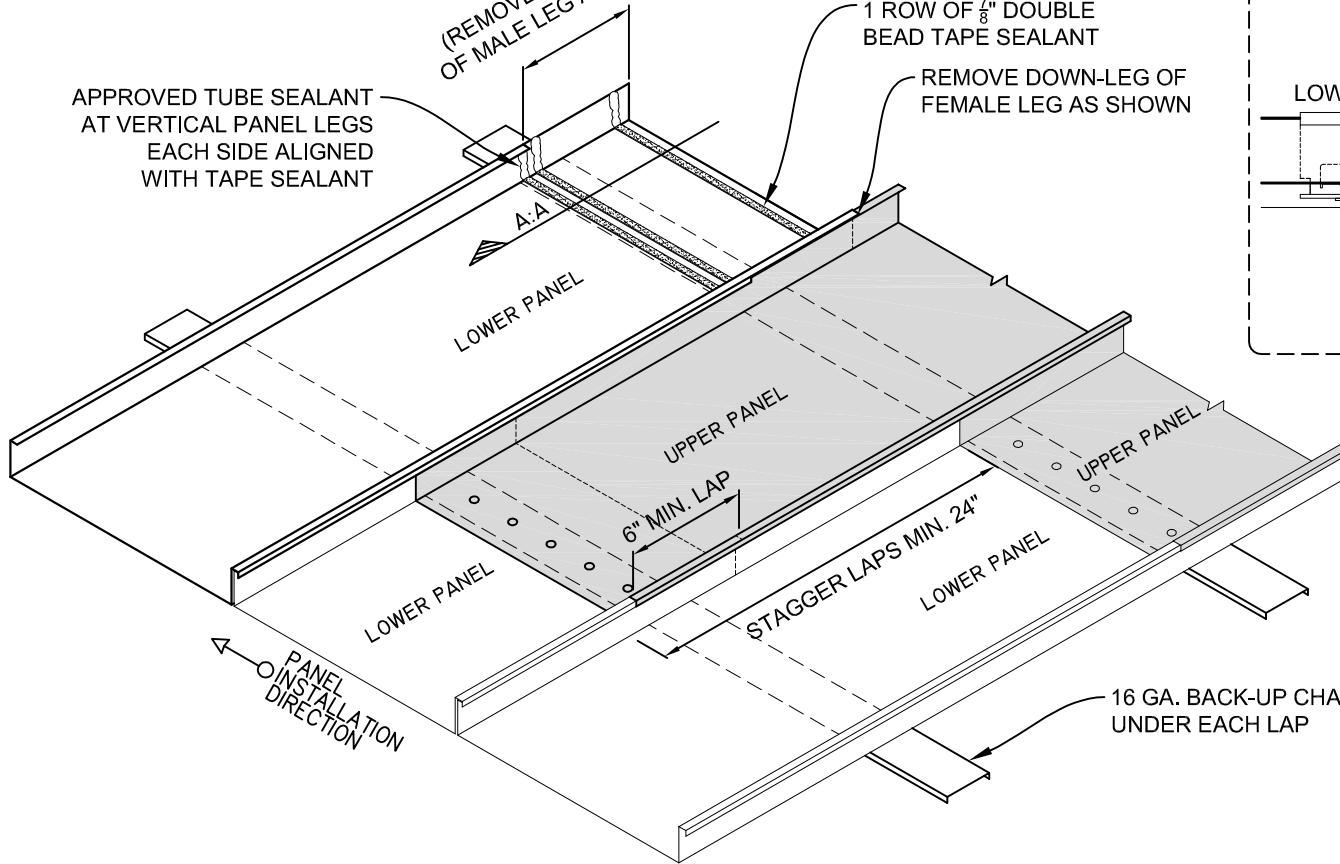 (REMOVE
OF MALE LEG
1 ROW OF 7/8" DOUBLE
BEAD TAPE SEALANT
REMOVE DOWN-LEG OF
FEMALE LEG AS SHOWN
APPROVED TUBE SEALANT
AT VERTICAL PANEL LEGS
EACH SIDE ALIGNED
WITH TAPE SEALANT
LOW
A:A
LOWER PANEL
UPPER PANEL
UPPER PANEL
6" MIN. LAP
STAGGER LAPS MIN. 24"
LOWER PANEL
LOWER PANEL
PANEL
INSTALLATION
DIRECTION
16 GA. BACK-UP CHA
UNDER EACH LAP